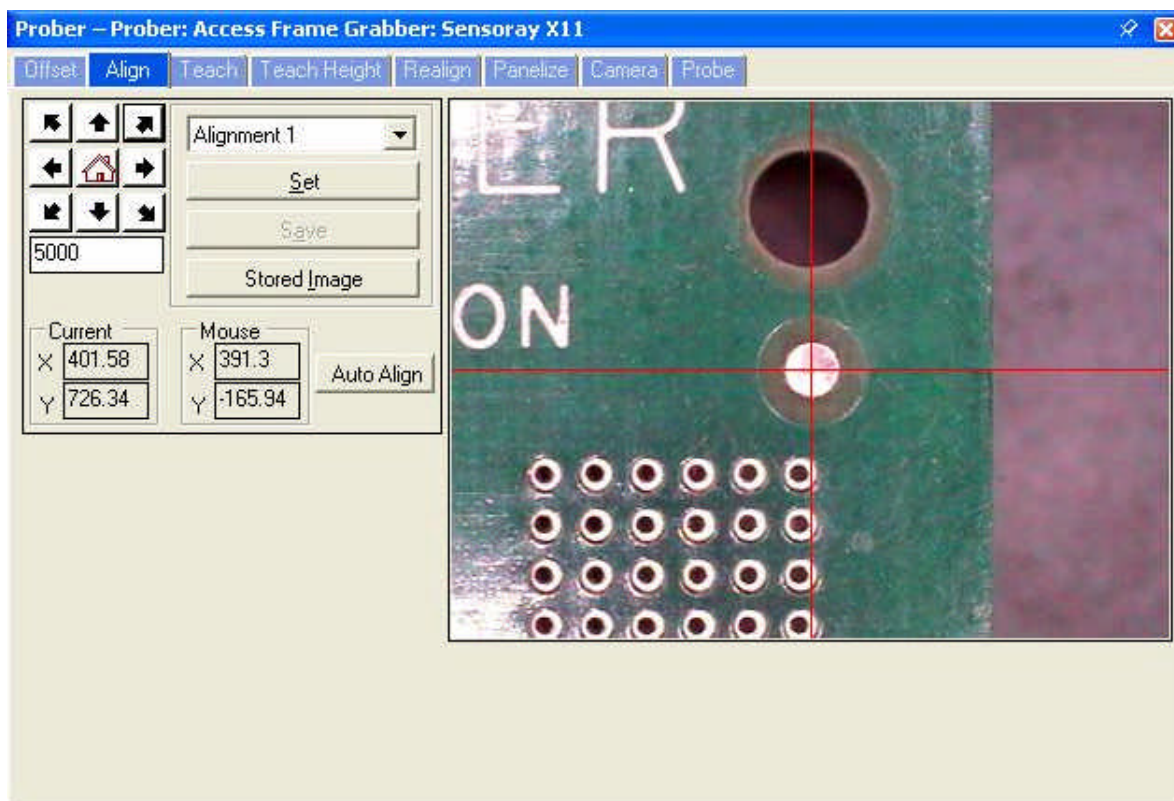 Prober – Prober: Access Frame Grabber: Sensoray X11
Offset Align Teach Teach Height Realign Panelize Camera Probe
Alignment 1
Set
Save
Stored Image
5000
Current
X 401.58
Y 726.34
Mouse
X 391.3
Y -165.94
Auto Align
ER
ON